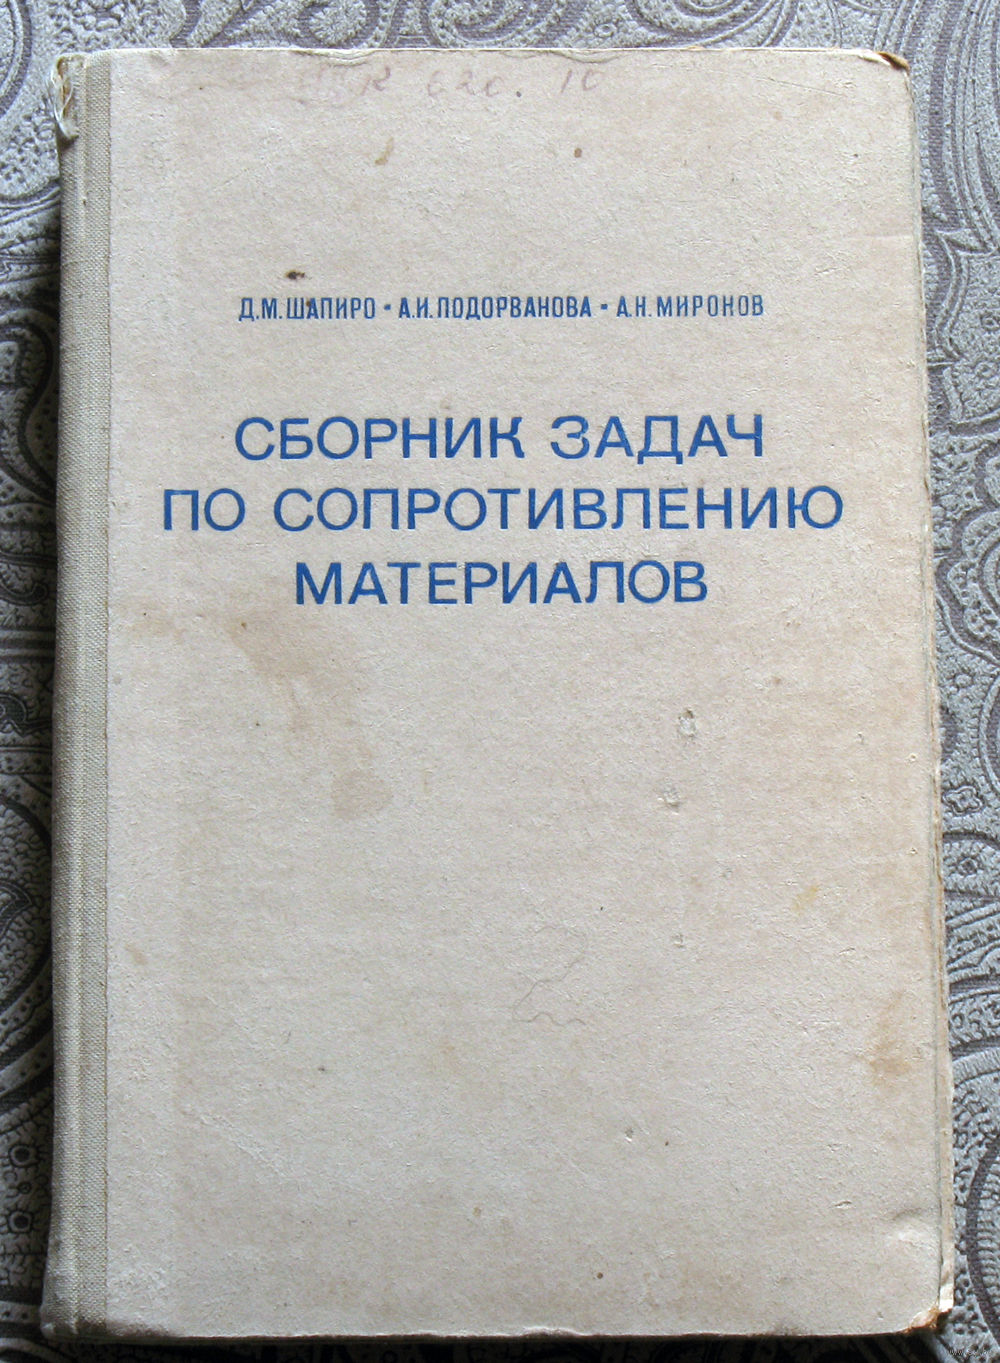 Д.М.ШАПИРО • А.И.ПОДОРВАНОВА • А.Н.МИРОНОВ
СБОРНИК ЗАДАЧ
ПО СОПРОТИВЛЕНИЮ
МАТЕРИАЛОВ